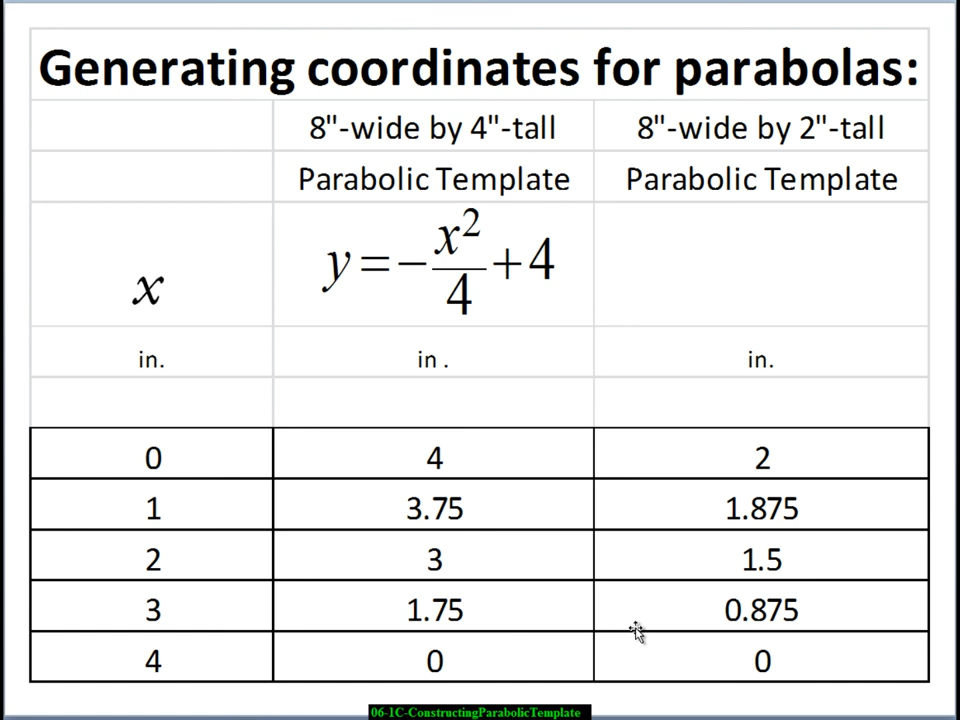 Generating coordinates for parabolas:
8"-wide by 4"-tall 8"-wide by 2"-tall
Parabolic Template Parabolic Template
x y = − x²/4 + 4
in. in . in.
0 4 2
1 3.75 1.875
2 3 1.5
3 1.75 0.875
4 0 0
06-1C-ConstructingParabolicTemplate